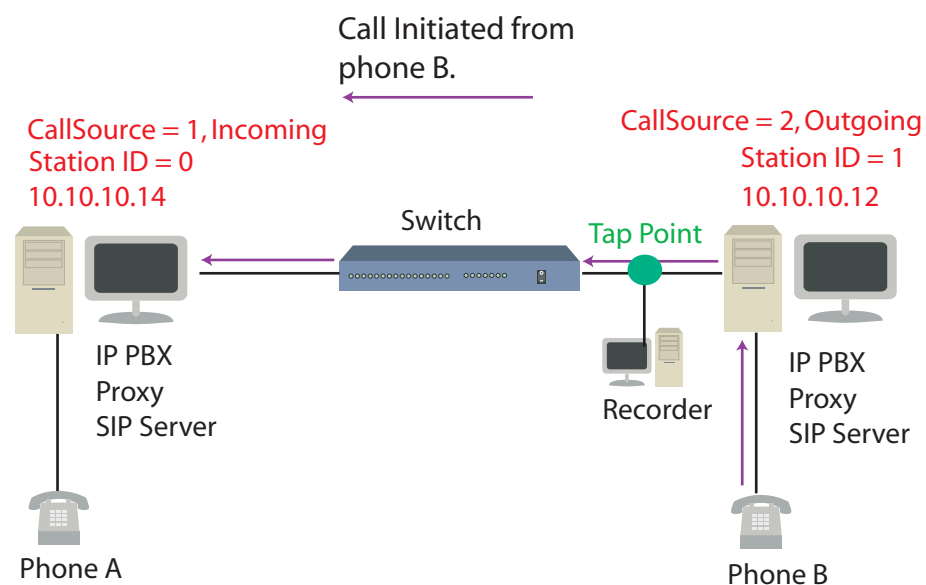 Call Initiated from
phone B.
CallSource = 1, Incoming
Station ID = 0
10.10.10.14
CallSource = 2, Outgoing
Station ID = 1
10.10.10.12
Switch
Tap Point
IP PBX
Proxy
SIP Server
Recorder
IP PBX
Proxy
SIP Server
Phone A
Phone B